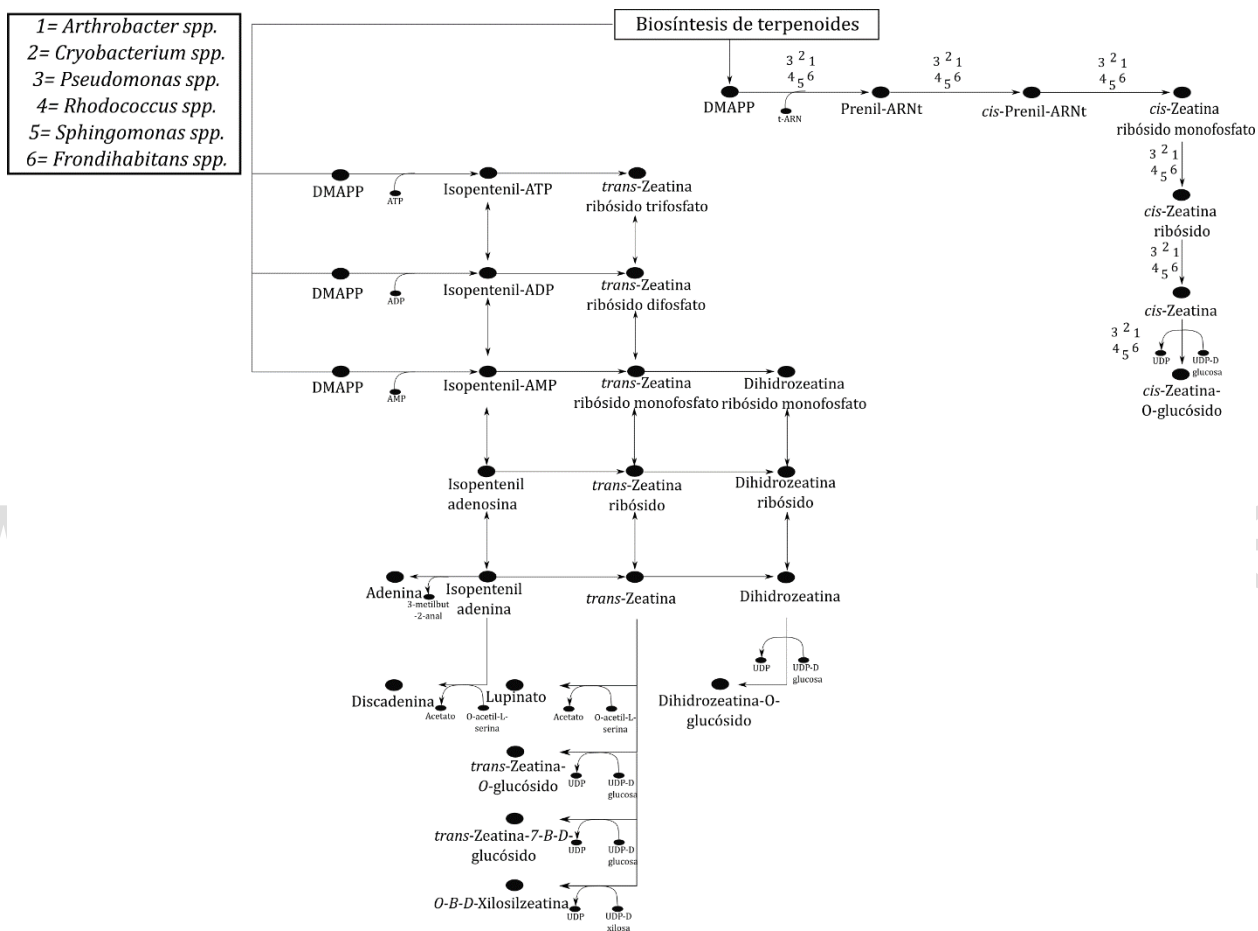 1= Arthrobacter spp.
2= Cryobacterium spp.
3= Pseudomonas spp.
4= Rhodococcus spp.
5= Sphingomonas spp.
6= Frondihabitans spp.
Biosíntesis de terpenoides
3 2 1
4 5 6
3 2 1
4 5 6
3 2 1
4 5 6
DMAPP
t-ARN
Prenil-ARNt
cis-Prenil-ARNt
cis-Zeatina
ribósido monofosfato
3 2 1
4 5 6
cis-Zeatina
ribósido
3 2 1
4 5 6
cis-Zeatina
3 2 1
4 5 6
UDP
UDP-D
glucosa
cis-Zeatina-
O-glucósido
DMAPP
ATP
Isopentenil-ATP
trans-Zeatina
ribósido trifosfato
DMAPP
ADP
Isopentenil-ADP
trans-Zeatina
ribósido difosfato
DMAPP
AMP
Isopentenil-AMP
trans-Zeatina
ribósido monofosfato
Dihidrozeatina
ribósido monofosfato
Isopentenil
adenosina
trans-Zeatina
ribósido
Dihidrozeatina
ribósido
Adenina
3-metilbut
-2-anal
Isopentenil
adenina
trans-Zeatina
Dihidrozeatina
UDP
UDP-D
glucosa
Discadenina
Acetato
O-acetil-L-
serina
Lupinato
Acetato
O-acetil-L-
serina
Dihidrozeatina-O-
glucósido
trans-Zeatina-
O-glucósido
UDP
UDP-D
glucosa
trans-Zeatina-7-B-D-
glucósido
UDP
UDP-D
glucosa
O-B-D-Xilosilzeatina
UDP
UDP-D
xilosa